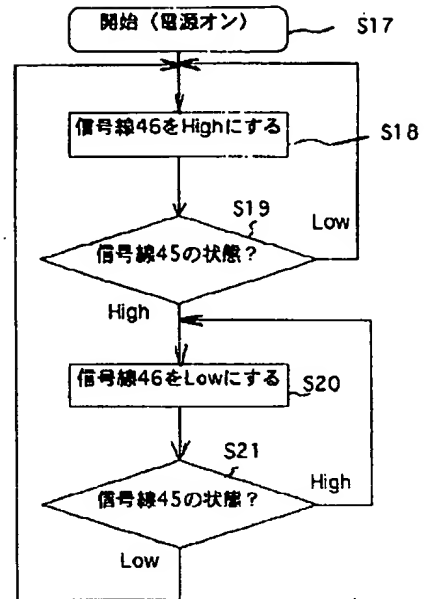 開始(電源オン)
S17
信号線46をHighにする
S18
S19
Low
信号線45の状態?
High
信号線46をLowにする
S20
S21
High
信号線45の状態?
Low